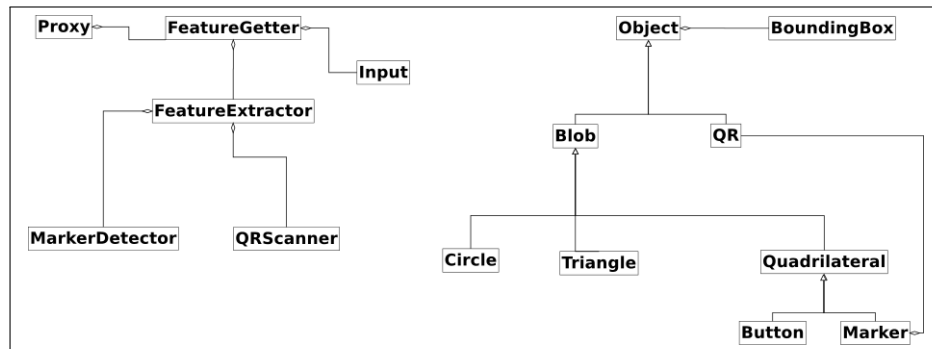 Proxy
FeatureGetter
Input
FeatureExtractor
MarkerDetector
QRScanner
Object
BoundingBox
Blob
QR
Circle
Triangle
Quadrilateral
Button
Marker